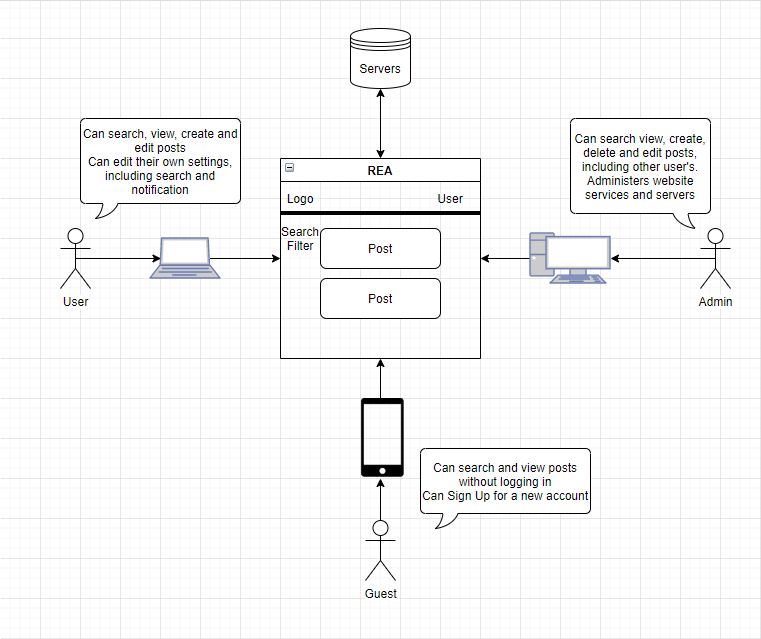 Servers
Can search, view, create and
edit posts
Can edit their own settings,
including search and
notification
Can search view, create,
delete and edit posts,
including other user's.
Administers website
services and servers
REA
Logo
User
Search
Filter
Post
Post
User
Admin
Can search and view posts
without logging in
Can Sign Up for a new account
Guest